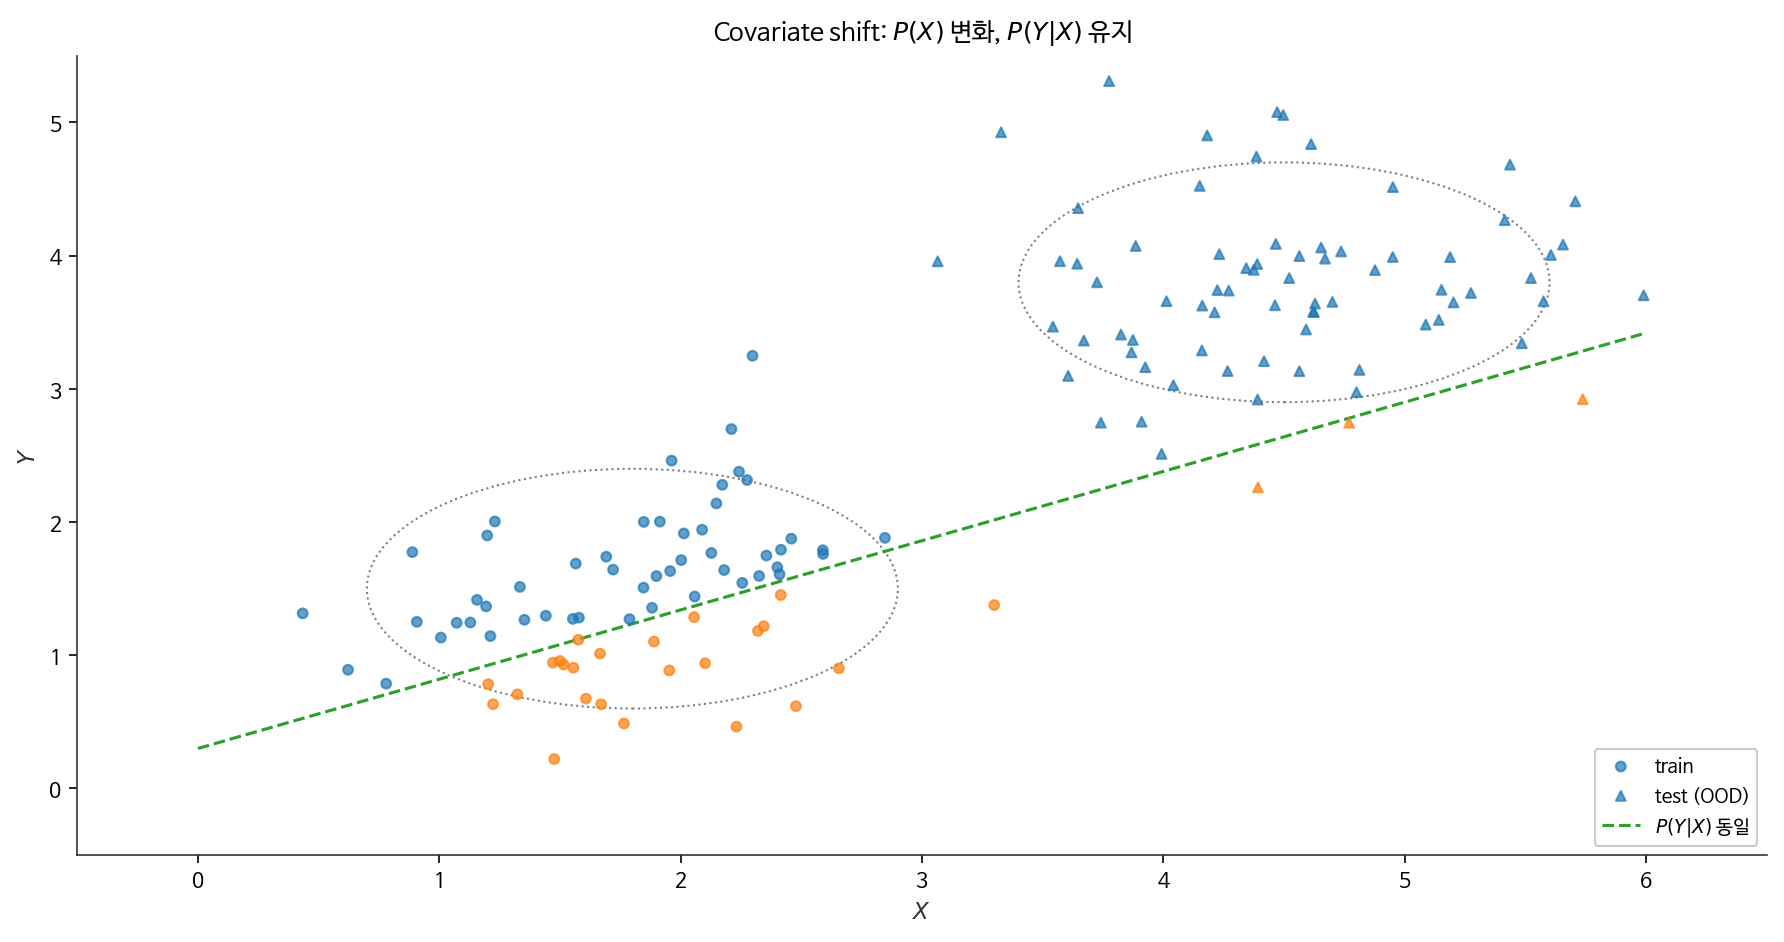 Covariate shift: P(X) 변화, P(Y|X) 유지
Y
5
4
3
2
1
0
0 1 2 3 4 5 6
X
train
test (OOD)
P(Y|X) 동일